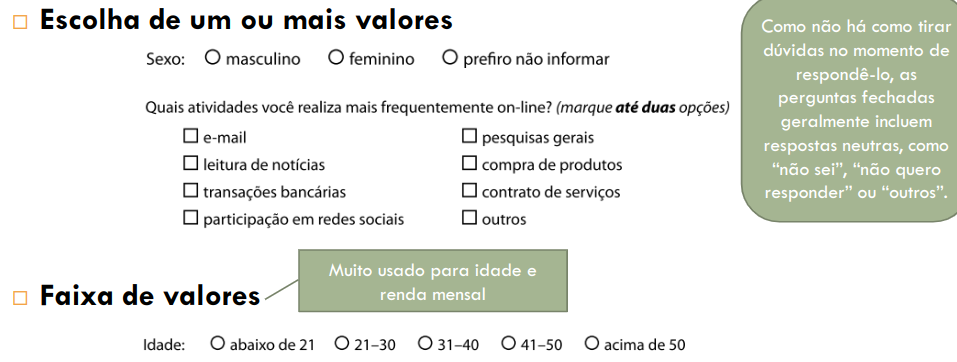 Escolha de um ou mais valores
Sexo: masculino feminino prefiro não informar
Quais atividades você realiza mais frequentemente on-line? (marque até duas opções)
e-mail pesquisas gerais
leitura de notícias compra de produtos
transações bancárias contrato de serviços
participação em redes sociais outros
Como não há como tirar
dúvidas no momento de
respondê-lo, as
perguntas fechadas
geralmente incluem
respostas neutras, como
“não sei”, “não quero
responder” ou “outros”.
Faixa de valores
Muito usado para idade e
renda mensal
Idade: abaixo de 21 21–30 31–40 41–50 acima de 50